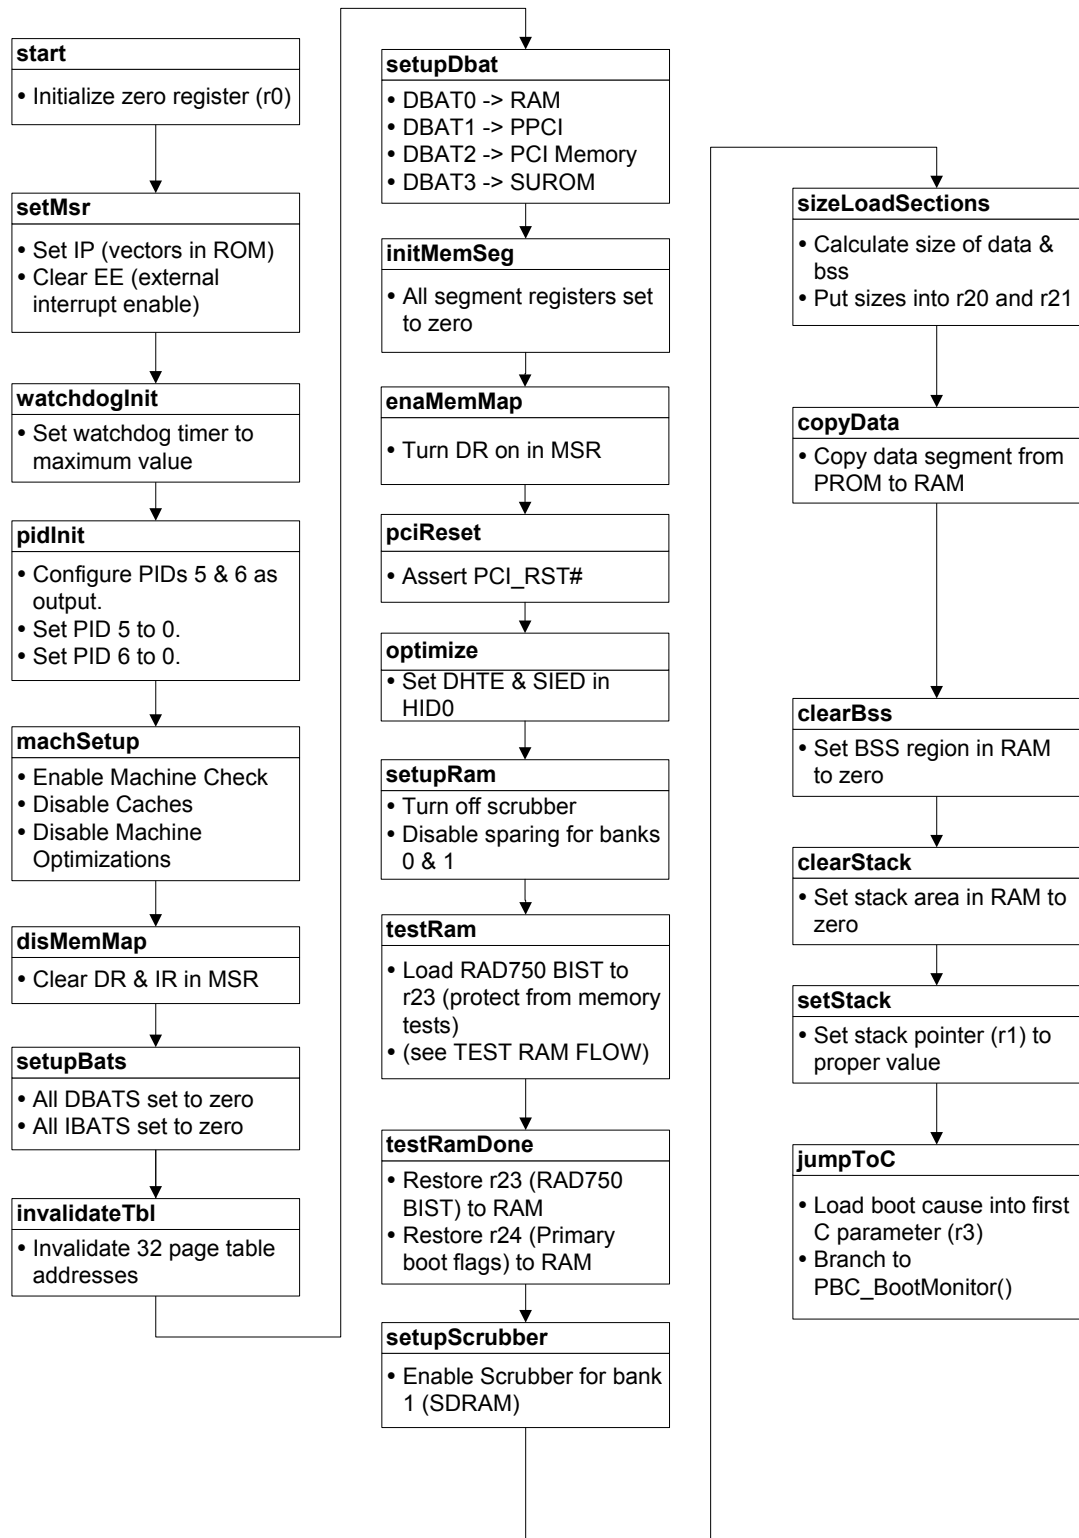 start
• Initialize zero register (r0)
setMsr
• Set IP (vectors in ROM)
• Clear EE (external
interrupt enable)
watchdogInit
• Set watchdog timer to
maximum value
pidInit
• Configure PIDs 5 & 6 as
output.
• Set PID 5 to 0.
• Set PID 6 to 0.
machSetup
• Enable Machine Check
• Disable Caches
• Disable Machine
Optimizations
disMemMap
• Clear DR & IR in MSR
setupBats
• All DBATS set to zero
• All IBATS set to zero
invalidateTbl
• Invalidate 32 page table
addresses
setupDbat
• DBAT0 -> RAM
• DBAT1 -> PPCI
• DBAT2 -> PCI Memory
• DBAT3 -> SUROM
initMemSeg
• All segment registers set
to zero
enaMemMap
• Turn DR on in MSR
pciReset
• Assert PCI_RST#
optimize
• Set DHTE & SIED in
HID0
setupRam
• Turn off scrubber
• Disable sparing for banks
0 & 1
testRam
• Load RAD750 BIST to
r23 (protect from memory
tests)
• (see TEST RAM FLOW)
testRamDone
• Restore r23 (RAD750
BIST) to RAM
• Restore r24 (Primary
boot flags) to RAM
setupScrubber
• Enable Scrubber for bank
1 (SDRAM)
sizeLoadSections
• Calculate size of data &
bss
• Put sizes into r20 and r21
copyData
• Copy data segment from
PROM to RAM
clearBss
• Set BSS region in RAM
to zero
clearStack
• Set stack area in RAM to
zero
setStack
• Set stack pointer (r1) to
proper value
jumpToC
• Load boot cause into first
C parameter (r3)
• Branch to
PBC_BootMonitor()